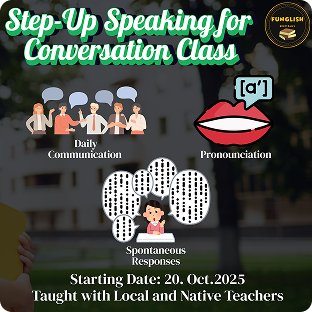 Step-Up Speaking for
Conversation Class
FUNGLISH
[a']
Daily
Communication
Pronounciation
Spontaneous
Responses
Starting Date: 20. Oct.2025
Taught with Local and Native Teachers